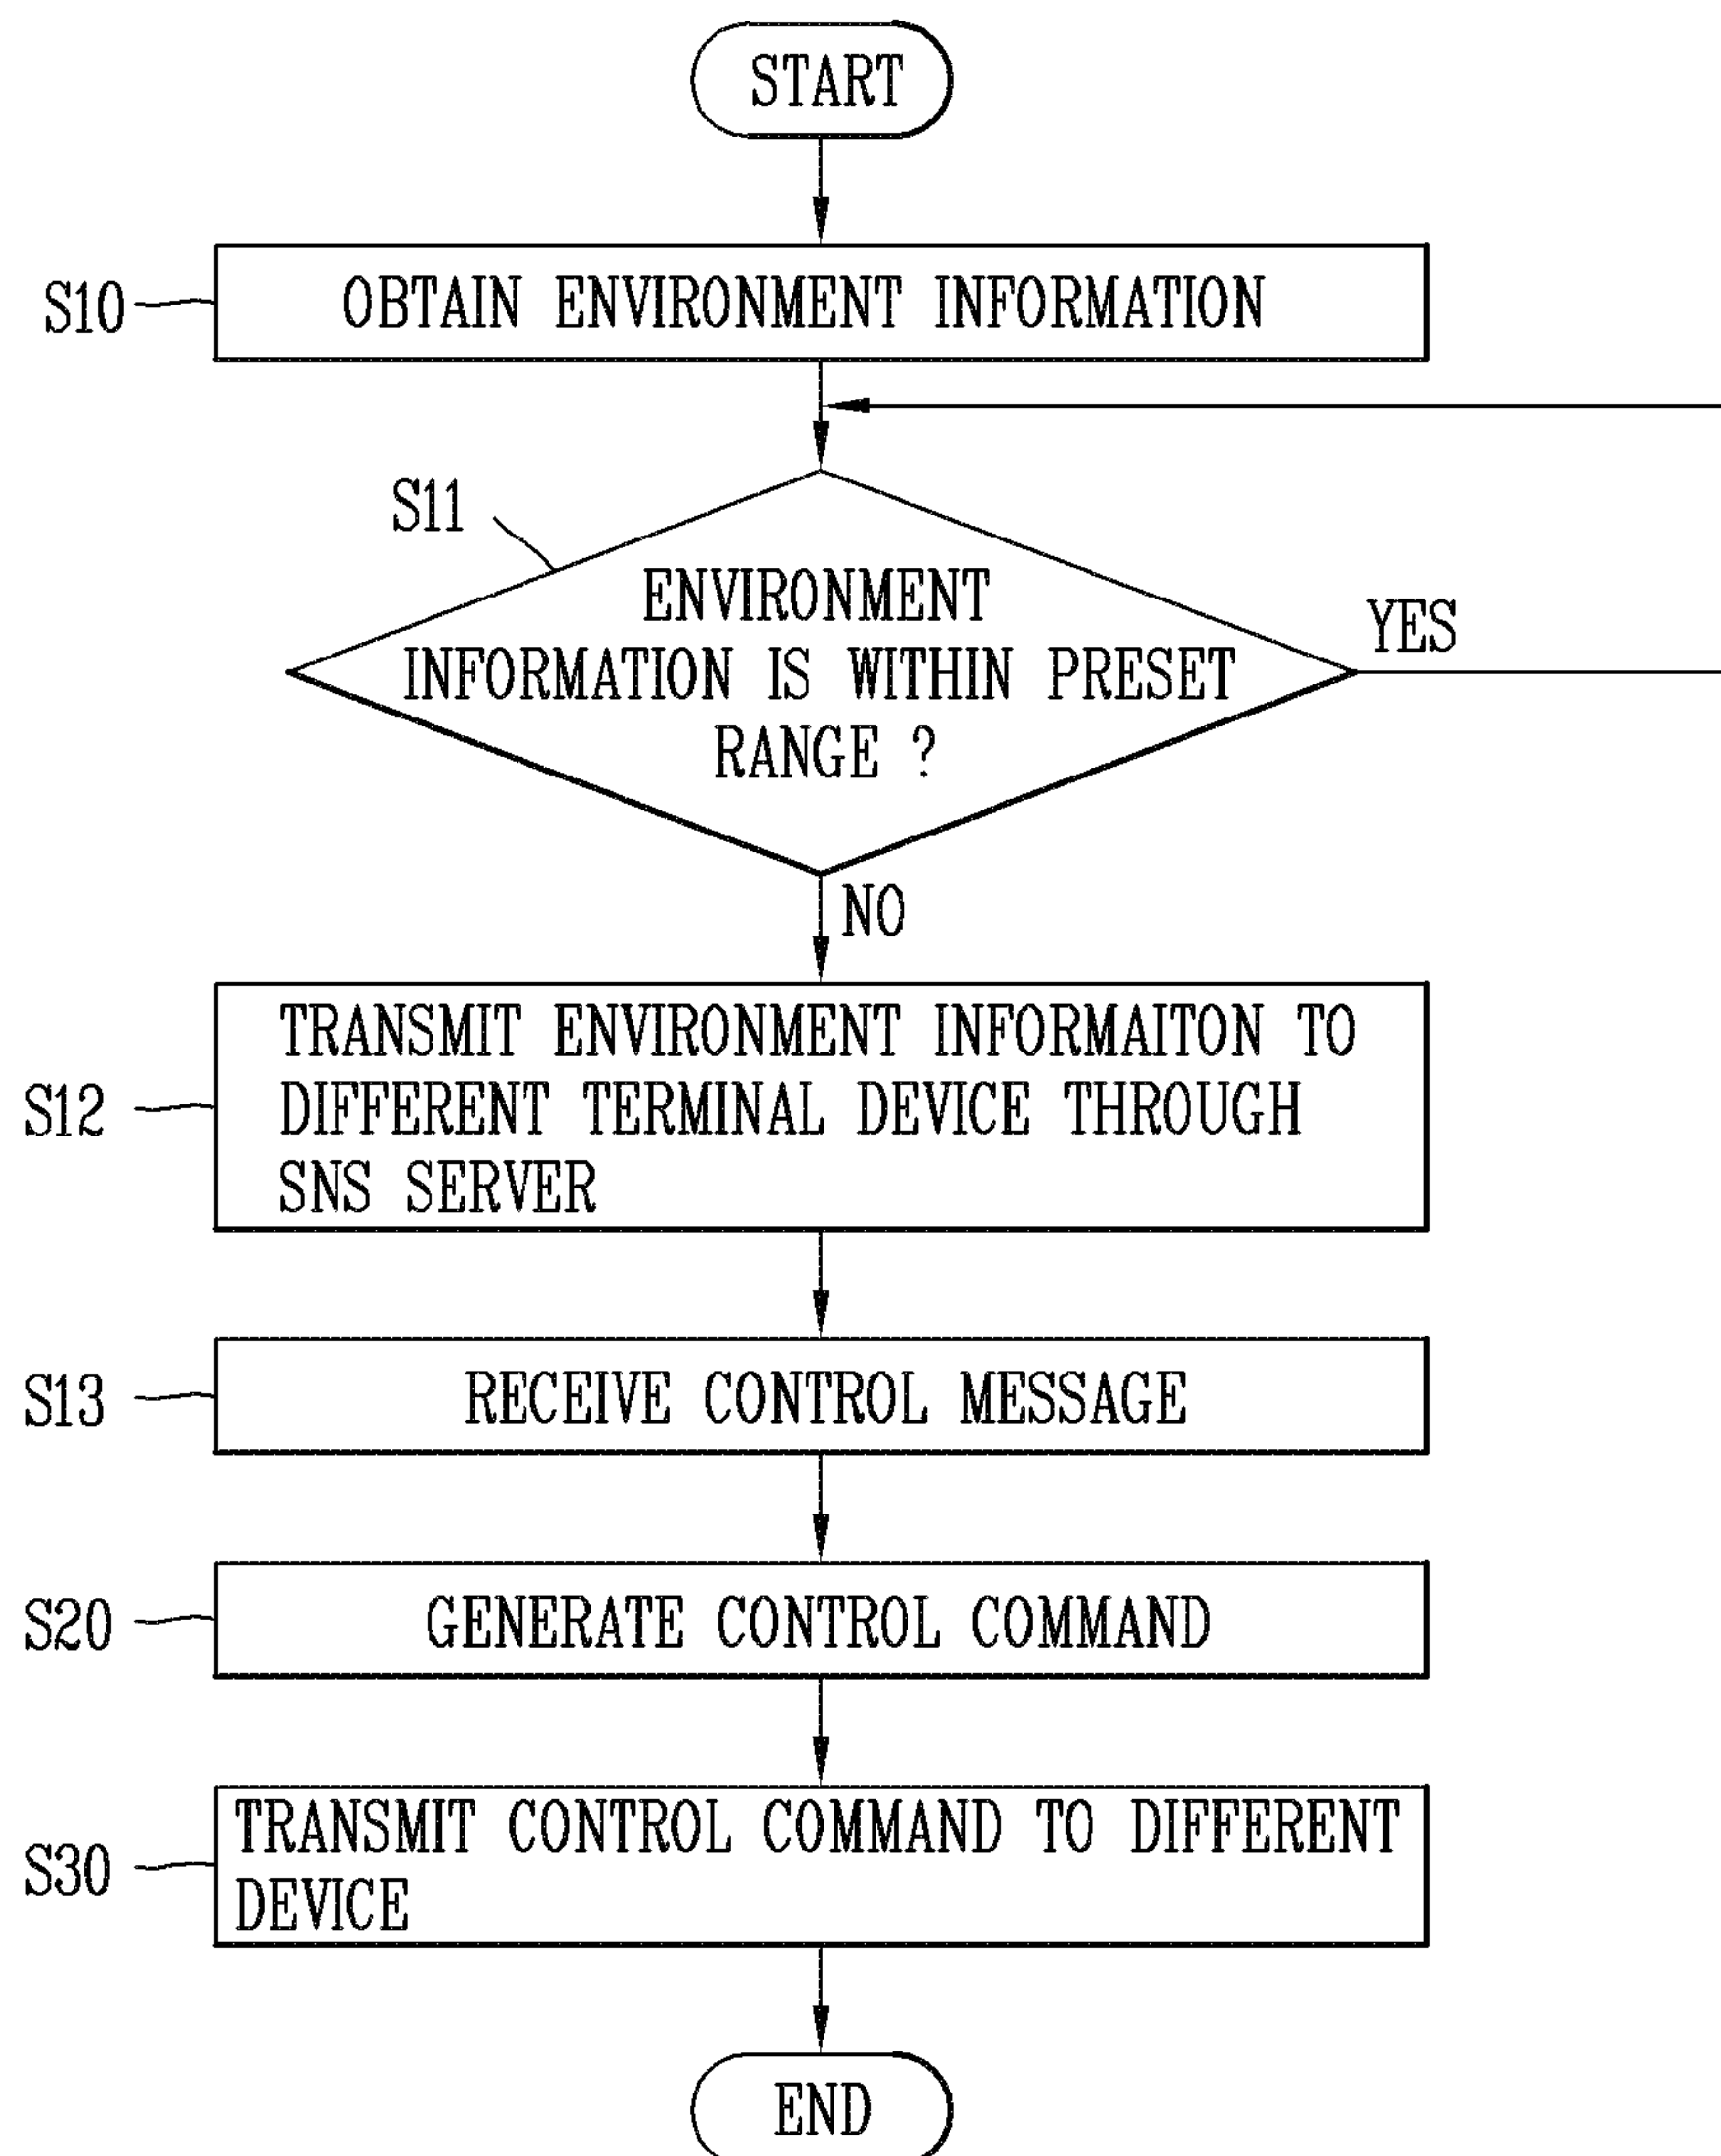 START
S10
OBTAIN ENVIRONMENT INFORMATION
S11
ENVIRONMENT
INFORMATION IS WITHIN PRESET
RANGE ?
YES
NO
S12
TRANSMIT ENVIRONMENT INFORMAITON TO
DIFFERENT TERMINAL DEVICE THROUGH
SNS SERVER
S13
RECEIVE CONTROL MESSAGE
S20
GENERATE CONTROL COMMAND
S30
TRANSMIT CONTROL COMMAND TO DIFFERENT
DEVICE
END